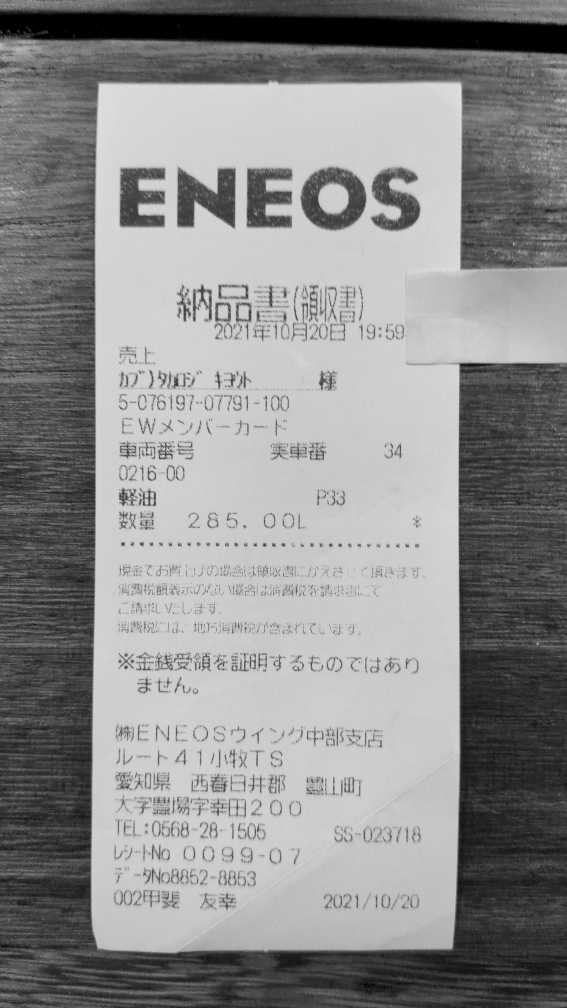 ENEOS
納品書(領収書)
2021年10月20日 19:59
売上
カブ)タカロジ キヨウト 様
5-076197-07791-100
EWメンバーカード
車両番号 実車番 34
0216-00
軽油 P33
数量 285.00L *
現金でお買上げの場合は領収書にかえさせて頂きます。
消費税額表示のない場合は消費税を請求書にて
ご請求いたします。
消費税には、地方消費税が含まれています。
※金銭受領を証明するものではあり
ません。
㈱ENEOSウイング中部支店
ルート41小牧TS
愛知県 西春日井郡 豊山町
大字豊場字幸田200
TEL:0568-28-1505 SS-023718
レシートNo 0099-07
データNo8852-8853
002甲斐 友幸 2021/10/20